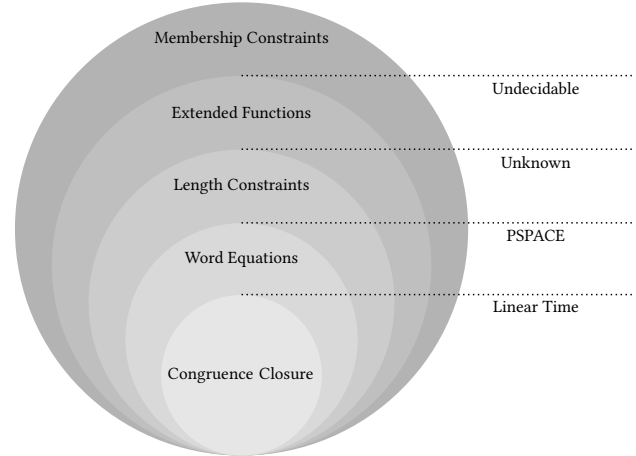 Membership Constraints
Undecidable
Extended Functions
Unknown
Length Constraints
PSPACE
Word Equations
Linear Time
Congruence Closure